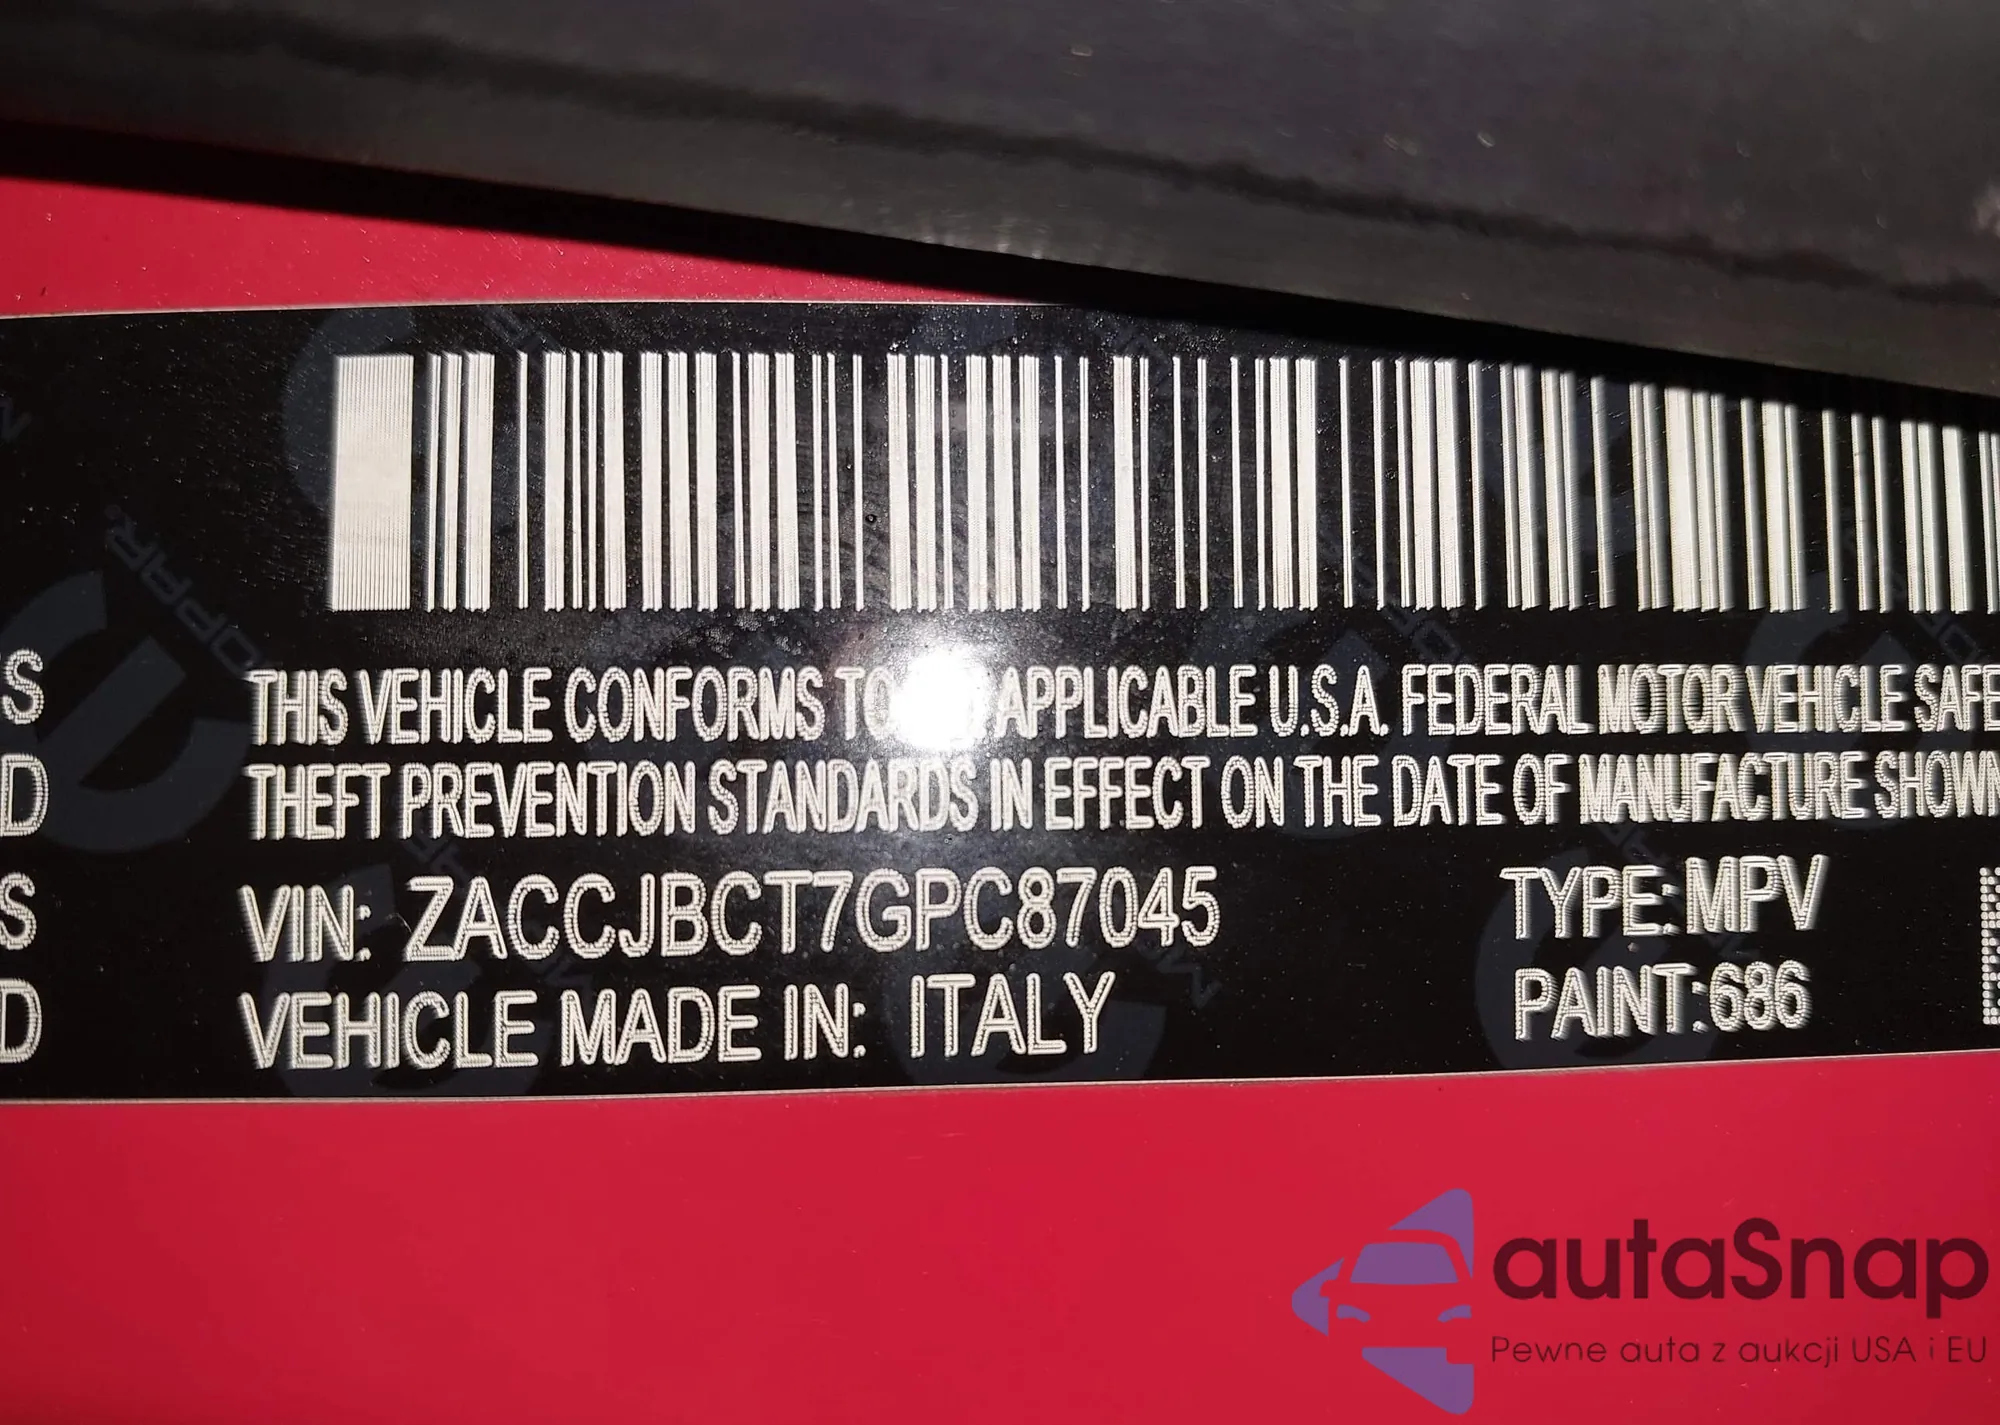 THIS VEHICLE CONFORMS TO APPLICABLE U.S.A. FEDERAL MOTOR VEHICLE SAFE
THEFT PREVENTION STANDARDS IN EFFECT ON THE DATE OF MANUFACTURE SHOWN
VIN: ZACCJBCT7GPC87045 TYPE: MPV
VEHICLE MADE IN: ITALY PAINT: 686
S
D
S
D
MOPAR
autaSnap
Pewne auta z aukcji USA i EU